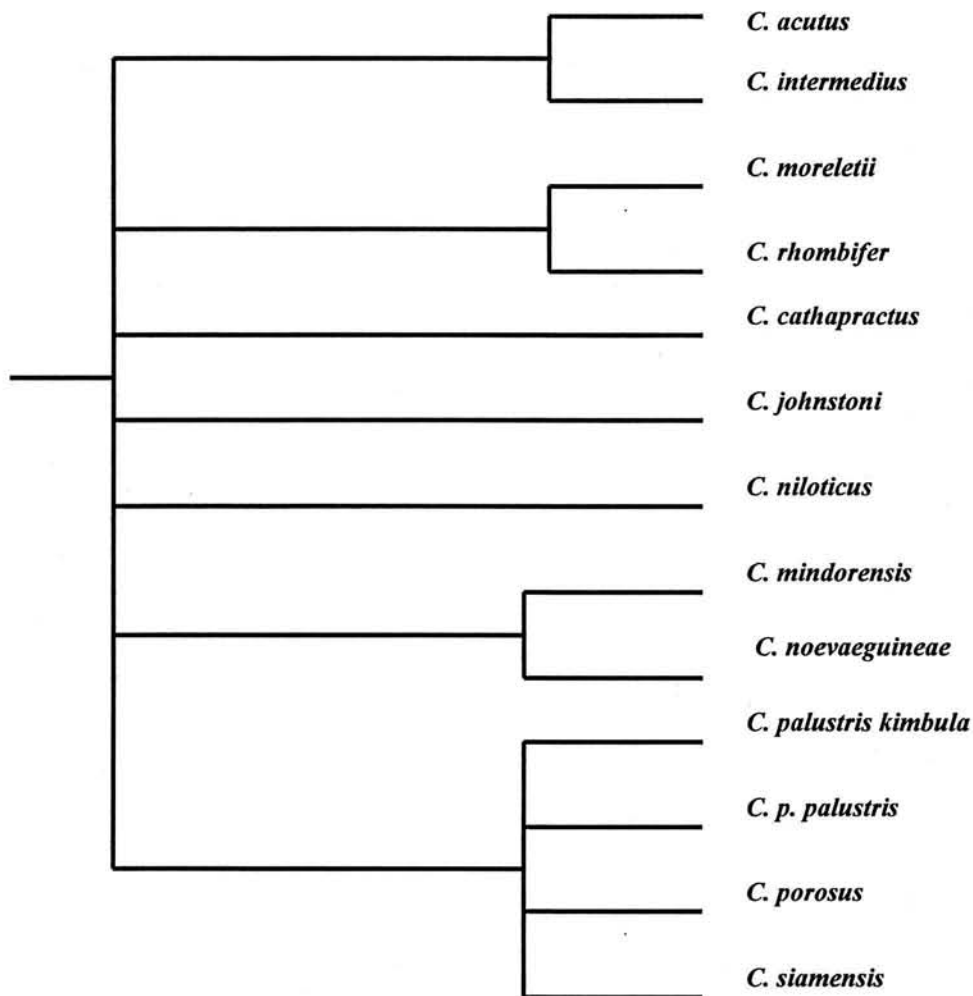 C. acutus
C. intermedius
C. moreletii
C. rhombifer
C. cathapractus
C. johnstoni
C. niloticus
C. mindorensis
C. noevaeguineae
C. palustris kimbula
C. p. palustris
C. porosus
C. siamensis